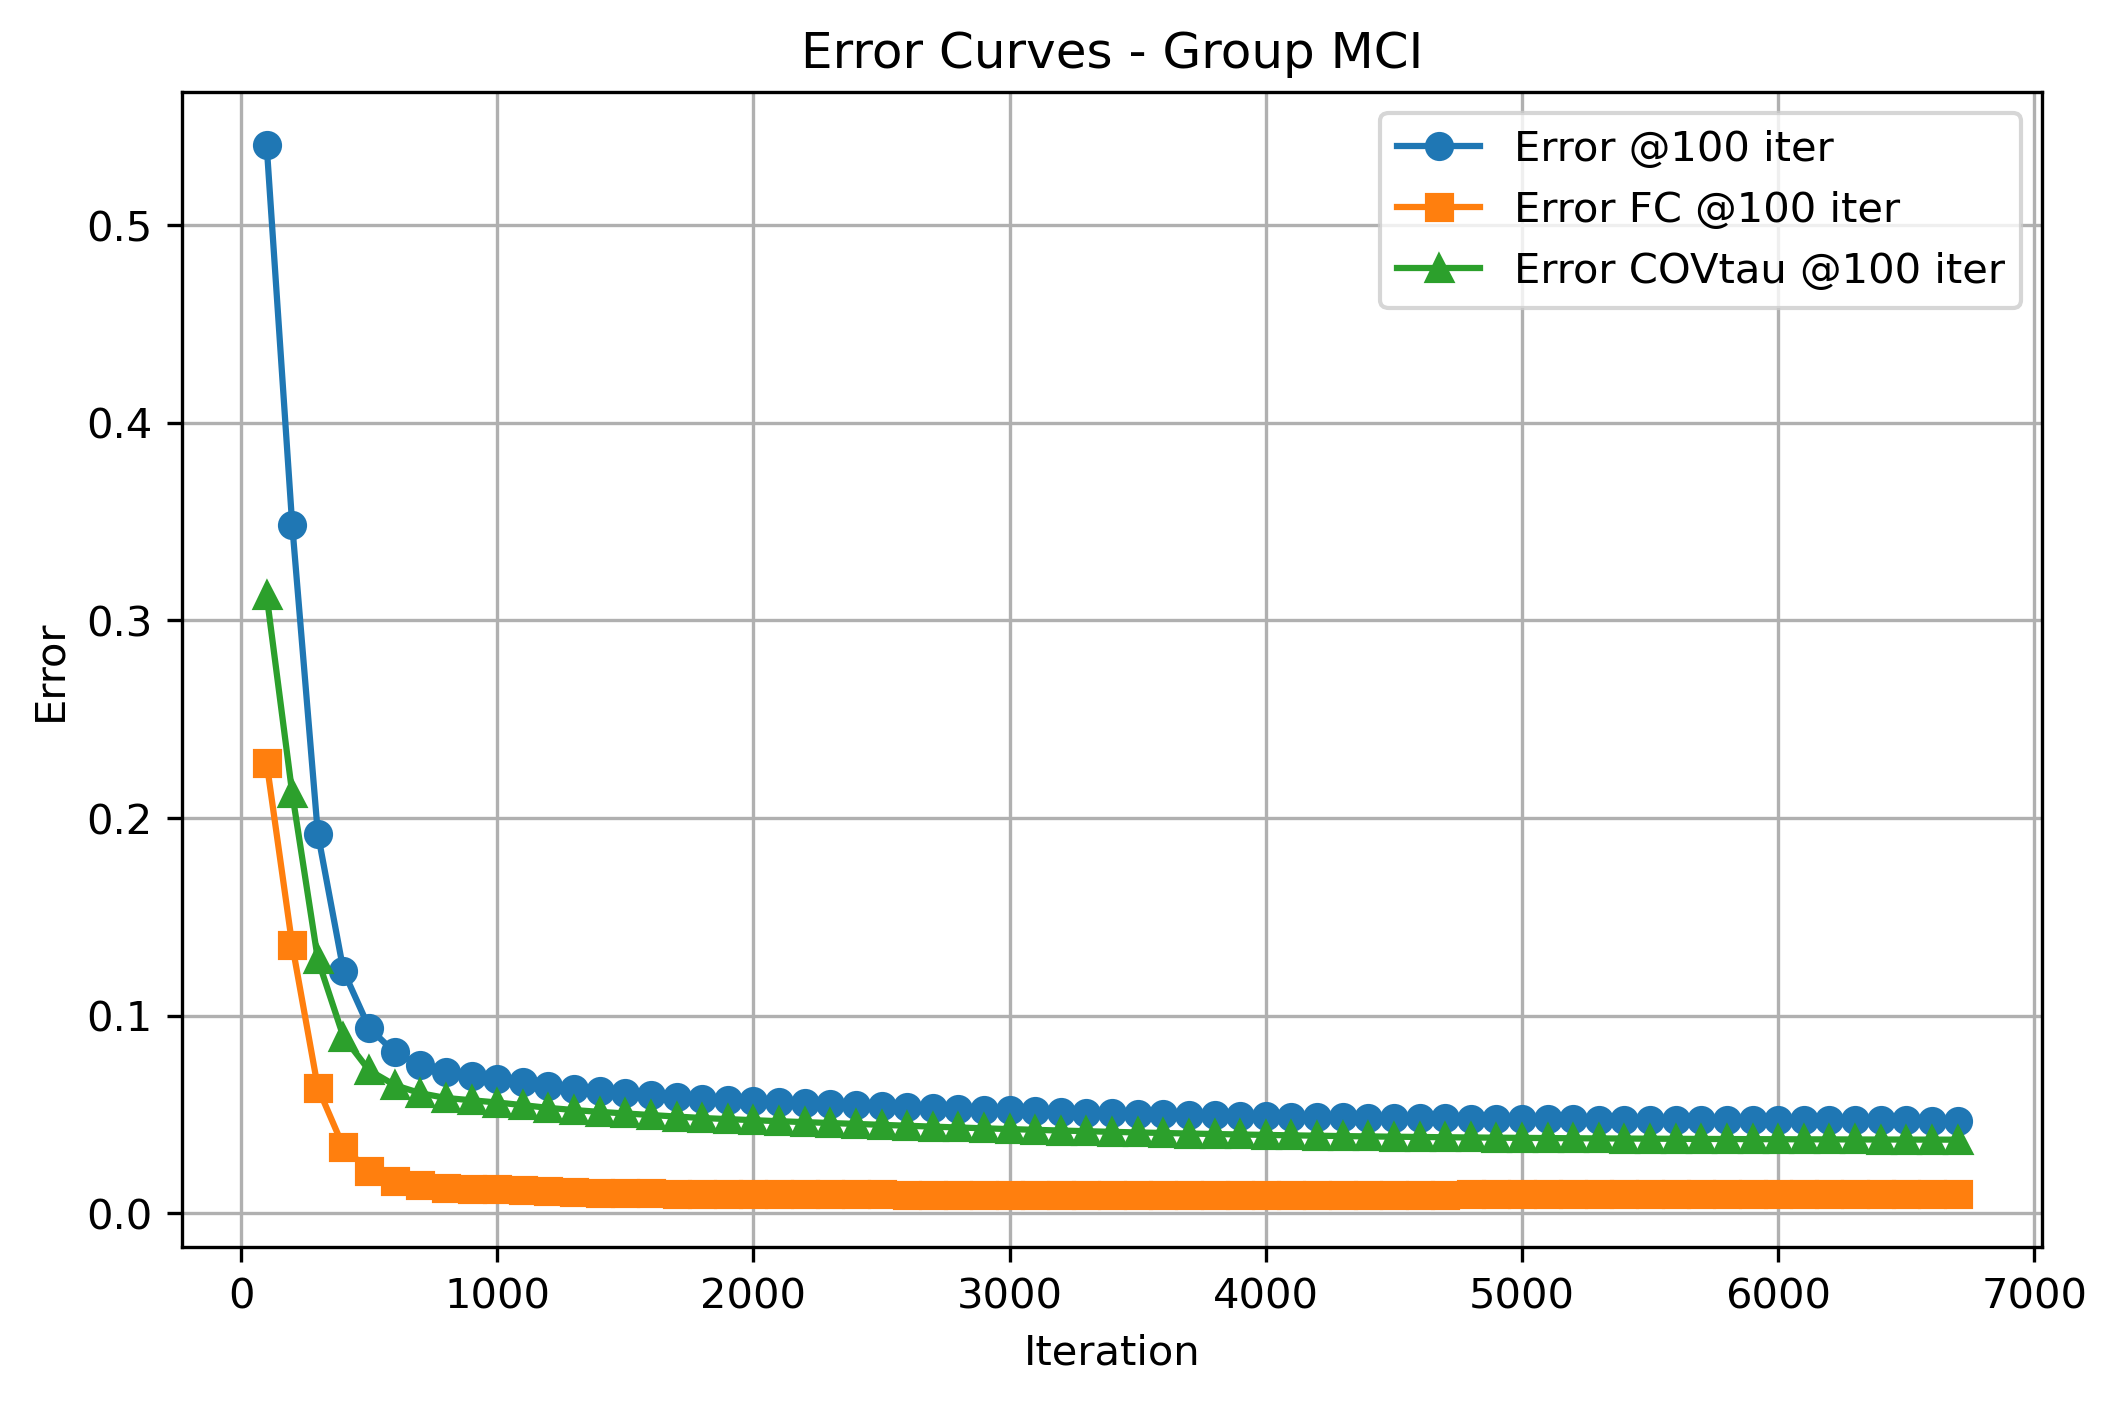 Error Curves - Group MCI
Error @100 iter
Error FC @100 iter
Error COVtau @100 iter
Error
0.5
0.4
0.3
0.2
0.1
0.0
0 1000 2000 3000 4000 5000 6000 7000
Iteration